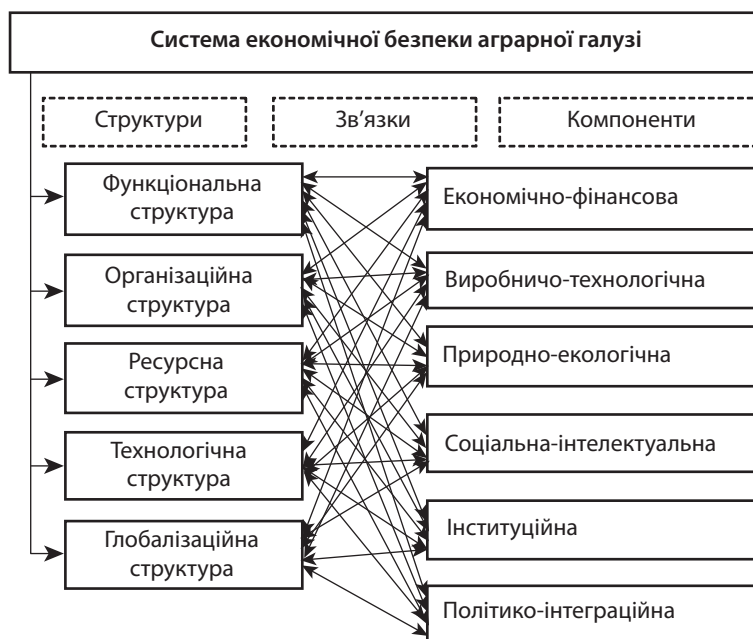 Система економічної безпеки аграрної галузі
Структури
Зв’язки
Компоненти
Функціональна
структура
Організаційна
структура
Ресурсна
структура
Технологічна
структура
Глобалізаційна
структура
Економічно-фінансова
Виробничо-технологічна
Природно-екологічна
Соціальна-інтелектуальна
Інституційна
Політико-інтеграційна